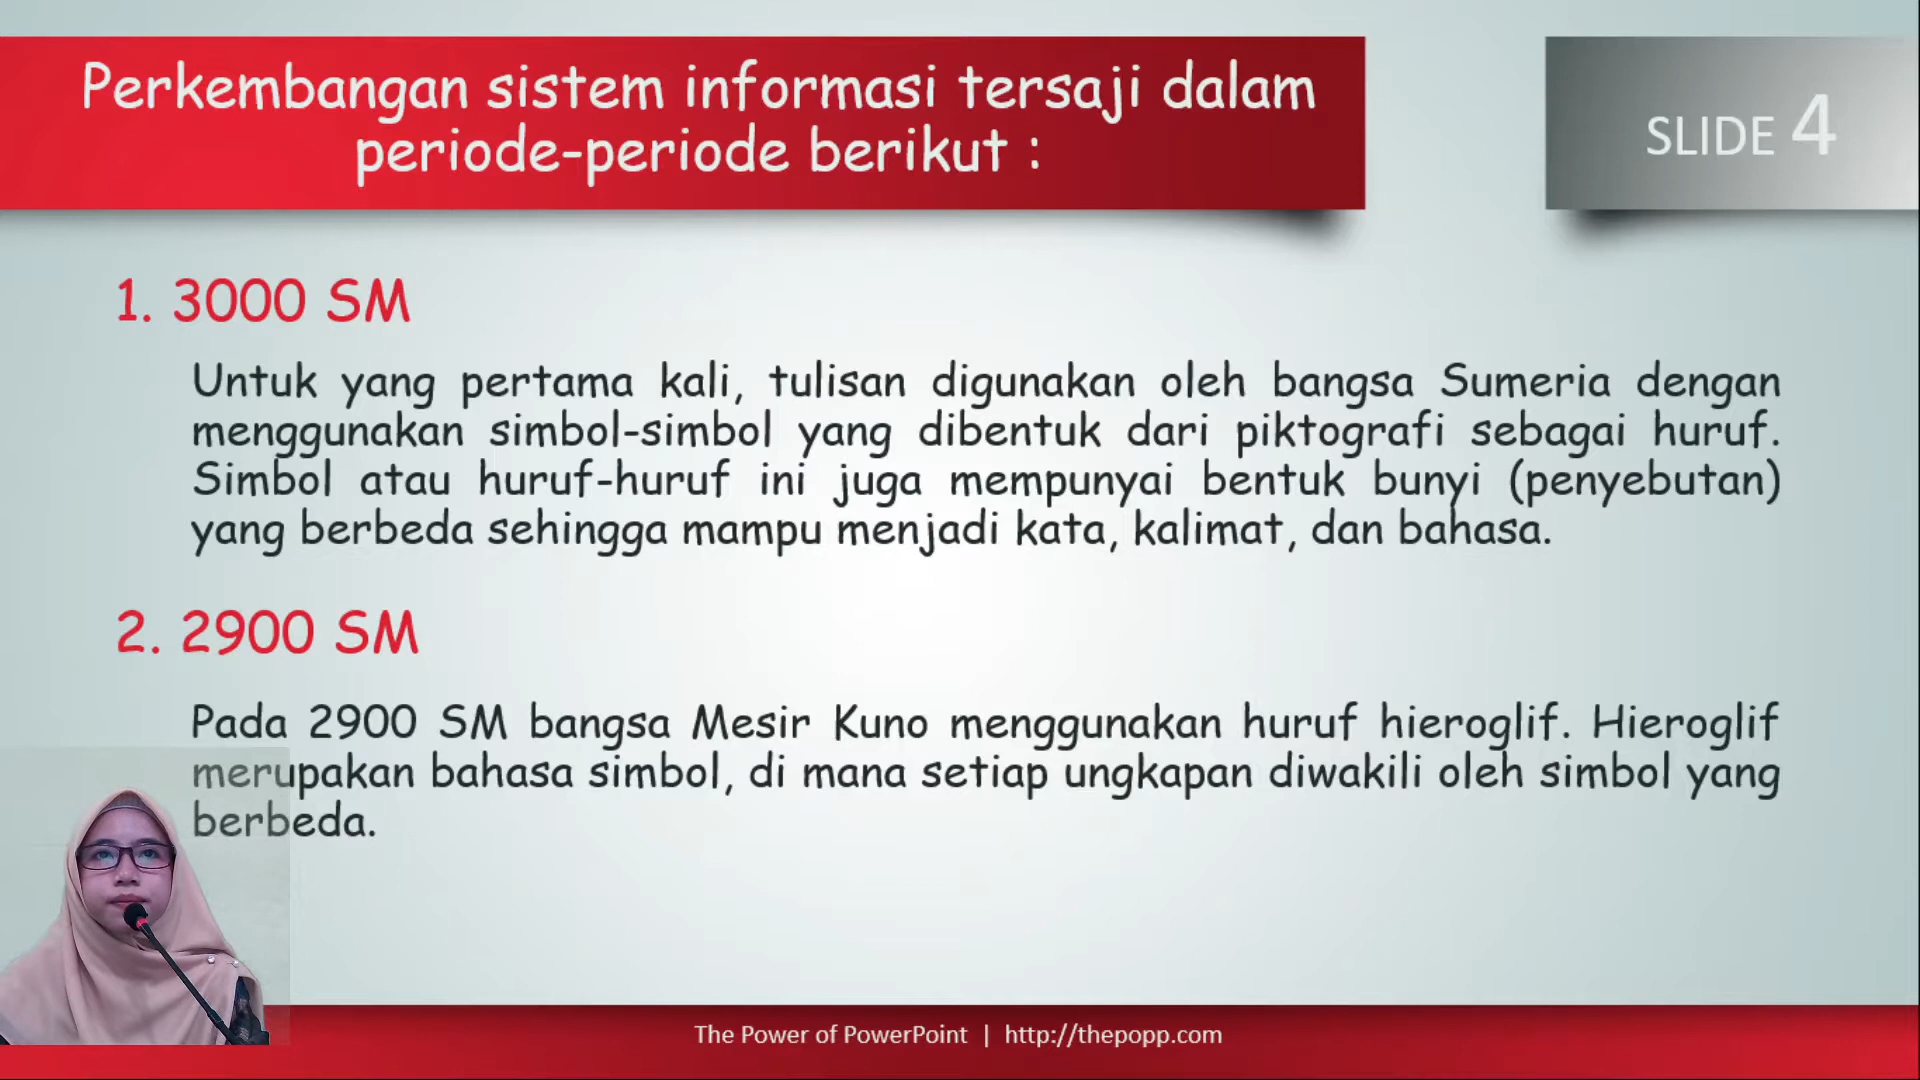 Perkembangan sistem informasi tersaji dalam
periode-periode berikut :
SLIDE 4
1. 3000 SM
Untuk yang pertama kali, tulisan digunakan oleh bangsa Sumeria dengan
menggunakan simbol-simbol yang dibentuk dari piktografi sebagai huruf.
Simbol atau huruf-huruf ini juga mempunyai bentuk bunyi (penyebutan)
yang berbeda sehingga mampu menjadi kata, kalimat, dan bahasa.
2. 2900 SM
Pada 2900 SM bangsa Mesir Kuno menggunakan huruf hieroglif. Hieroglif
merupakan bahasa simbol, di mana setiap ungkapan diwakili oleh simbol yang
berbeda.
The Power of PowerPoint | http://thepopp.com